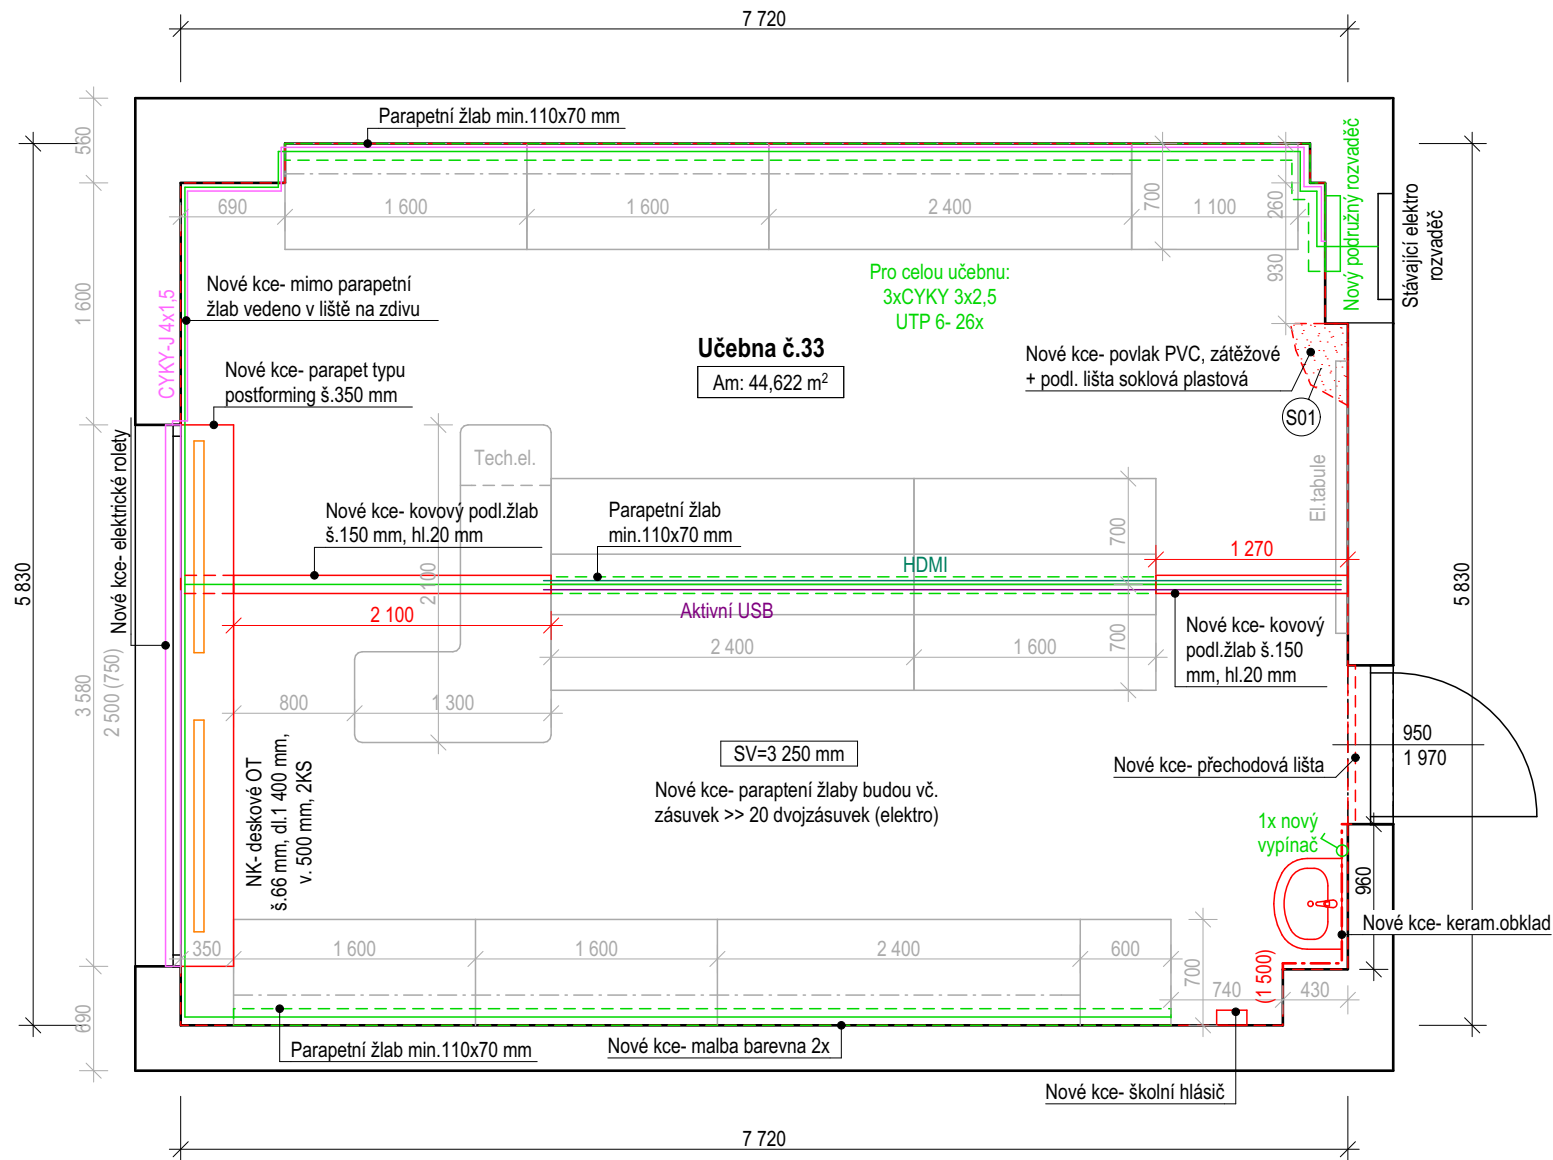 7 720
560
Parapetní žlab min.110x70 mm
5 830
690
1 600
1 600
2 400
700
1 100
260
930
Nový podružný rozvaděč
Stávající elektro
rozvaděč
1 600
CYKY-J 4x1,5
Nové kce- mimo parapetní
žlab vedeno v liště na zdivu
Pro celou učebnu:
3xCYKY 3x2,5
UTP 6- 26x
Učebna č.33
Am: 44,622 m²
Nové kce- povlak PVC, zátěžové
+ podl. lišta soklová plastová
S01
Nové kce- parapet typu
postforming š.350 mm
Nové kce- elektrické rolety
2 100
Tech.el.
El.tabule
Nové kce- kovový podl.žlab
š.150 mm, hl.20 mm
Parapetní žlab
min.110x70 mm
700
HDMI
1 270
5 830
2 100
Aktivní USB
Nové kce- kovový
podl.žlab š.150
mm, hl.20 mm
2 400
1 600
700
3 580
2 500 (750)
800
1 300
950
1 970
SV=3 250 mm
Nové kce- přechodová lišta
NK- deskové OT
š.66 mm, dl.1 400 mm,
v. 500 mm, 2KS
Nové kce- paraptení žlaby budou vč.
zásuvek >> 20 dvojzásuvek (elektro)
1x nový
vypínač
960
Nové kce- keram.obklad
350
1 600
1 600
2 400
600
700
740
(1 500)
430
690
Parapetní žlab min.110x70 mm
Nové kce- malba barevna 2x
Nové kce- školní hlásič
7 720